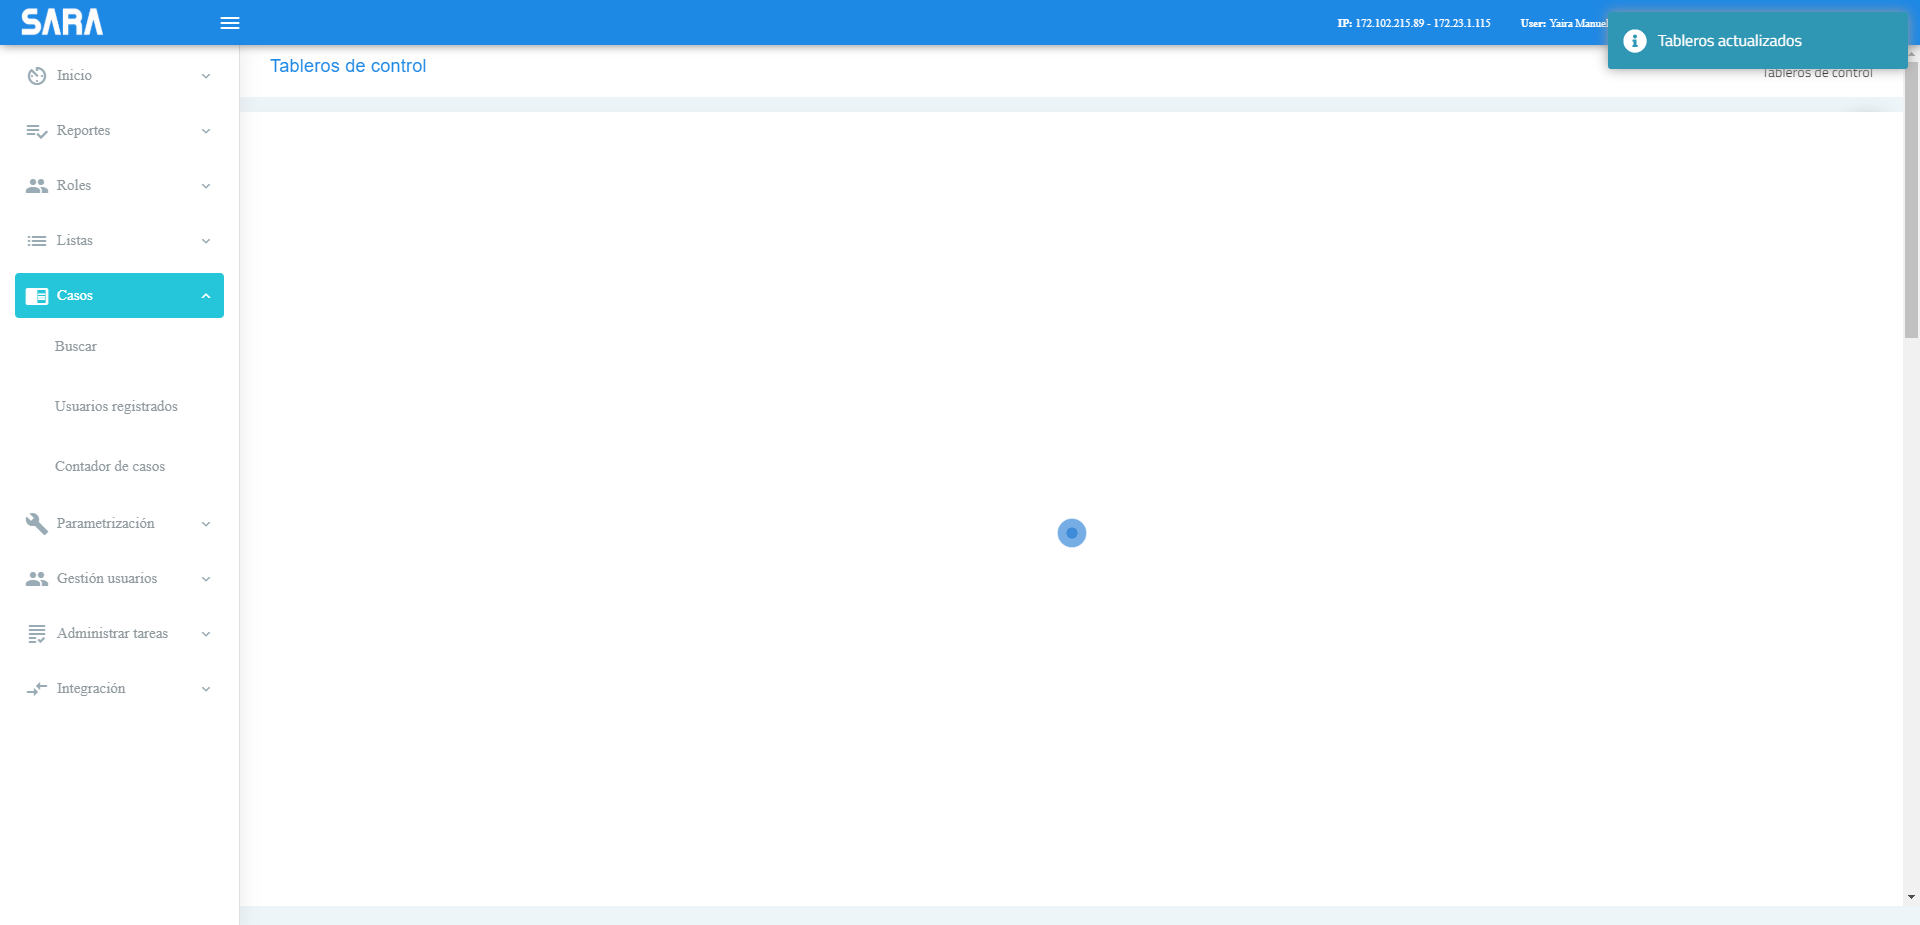 SARA
IP: 172.102.215.89 - 172.23.1.115
User: Yaira Manuel
Tableros actualizados
Tableros de control
Tableros de control
Inicio
Reportes
Roles
Listas
Casos
Buscar
Usuarios registrados
Contador de casos
Parametrización
Gestión usuarios
Administrar tareas
Integración